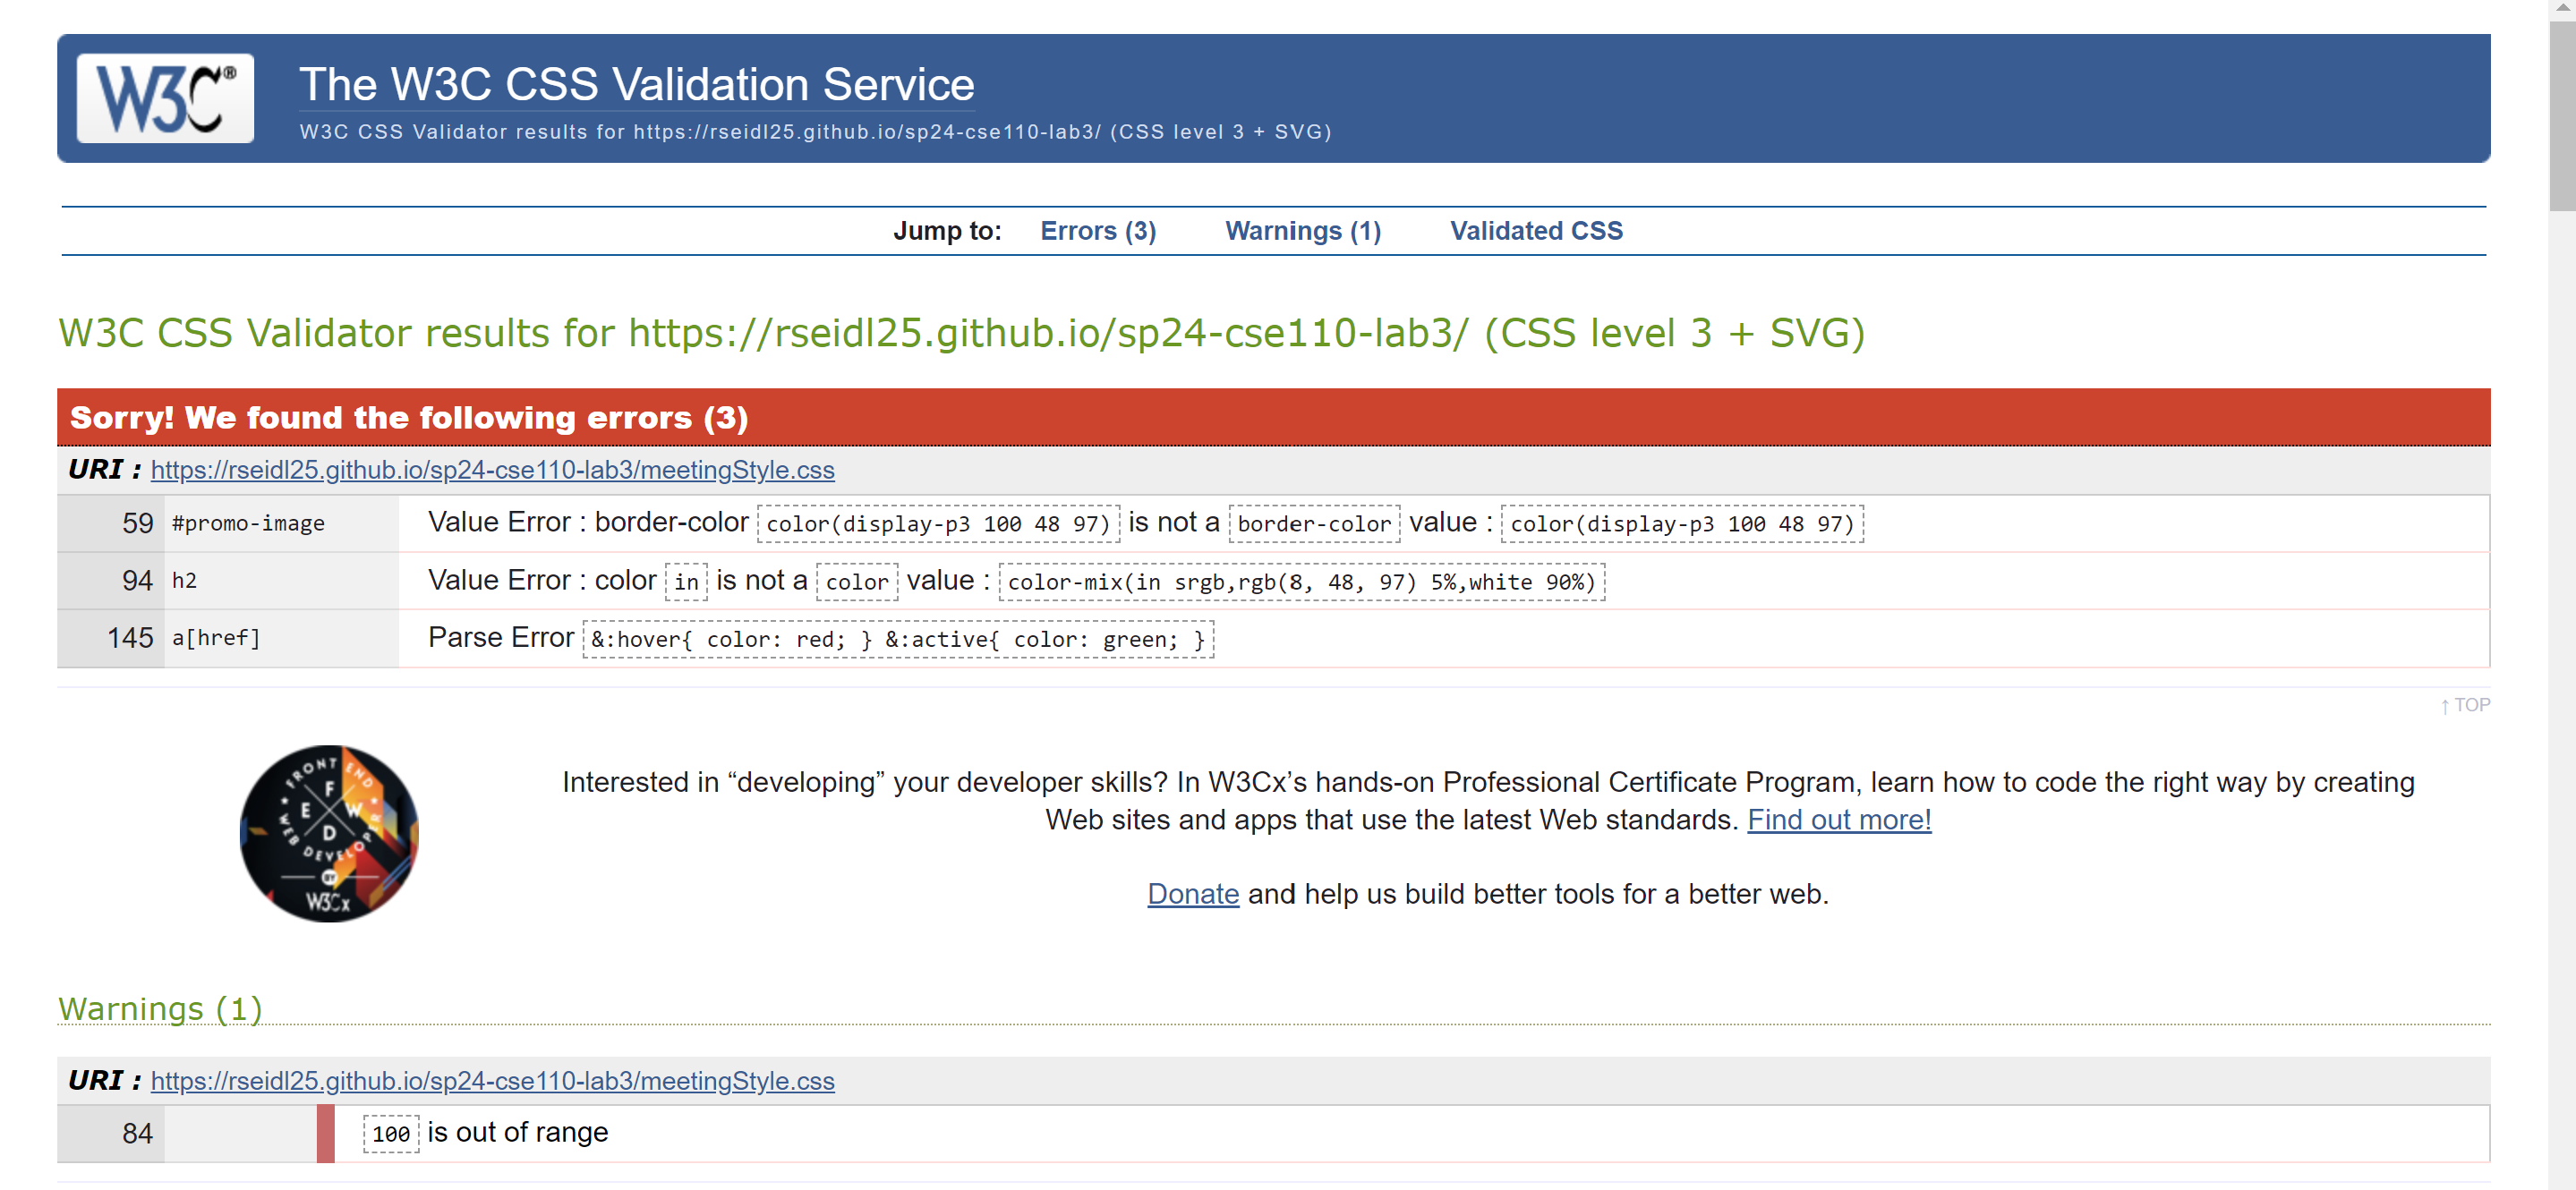 W3C®
The W3C CSS Validation Service
W3C CSS Validator results for https://rseidl25.github.io/sp24-cse110-lab3/ (CSS level 3 + SVG)
Jump to: Errors (3) Warnings (1) Validated CSS
W3C CSS Validator results for https://rseidl25.github.io/sp24-cse110-lab3/ (CSS level 3 + SVG)
Sorry! We found the following errors (3)
URI : https://rseidl25.github.io/sp24-cse110-lab3/meetingStyle.css
59 #promo-image Value Error : border-color color(display-p3 100 48 97) is not a border-color value : color(display-p3 100 48 97)
94 h2 Value Error : color in is not a color value : color-mix(in srgb,rgb(8, 48, 97) 5%,white 90%)
145 a[href] Parse Error &:hover{ color: red; } &:active{ color: green; }
↑ TOP
FRONT END
F
E W
D
WEB DEVELOPER
BY
W3Cx
Interested in “developing” your developer skills? In W3Cx’s hands-on Professional Certificate Program, learn how to code the right way by creating
Web sites and apps that use the latest Web standards. Find out more!
Donate and help us build better tools for a better web.
Warnings (1)
URI : https://rseidl25.github.io/sp24-cse110-lab3/meetingStyle.css
84 100 is out of range